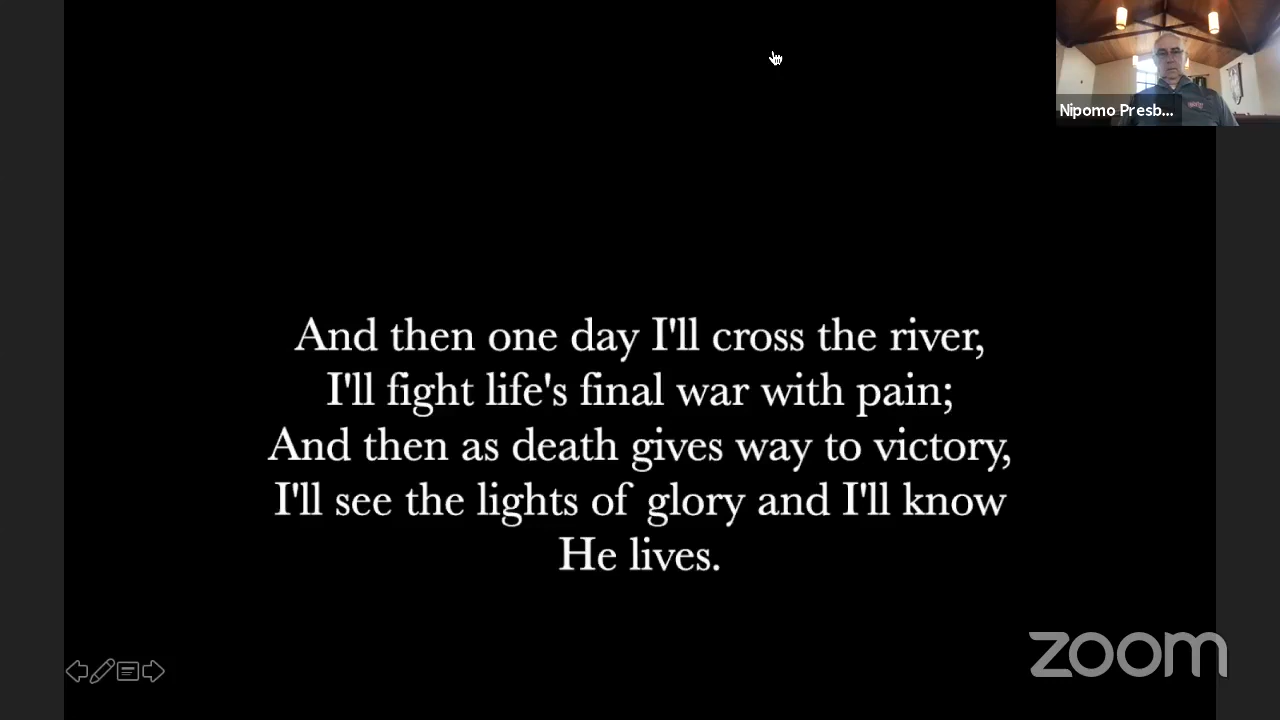 Nipomo Presb...
And then one day I'll cross the river,
I'll fight life's final war with pain;
And then as death gives way to victory,
I'll see the lights of glory and I'll know
He lives.
zoom